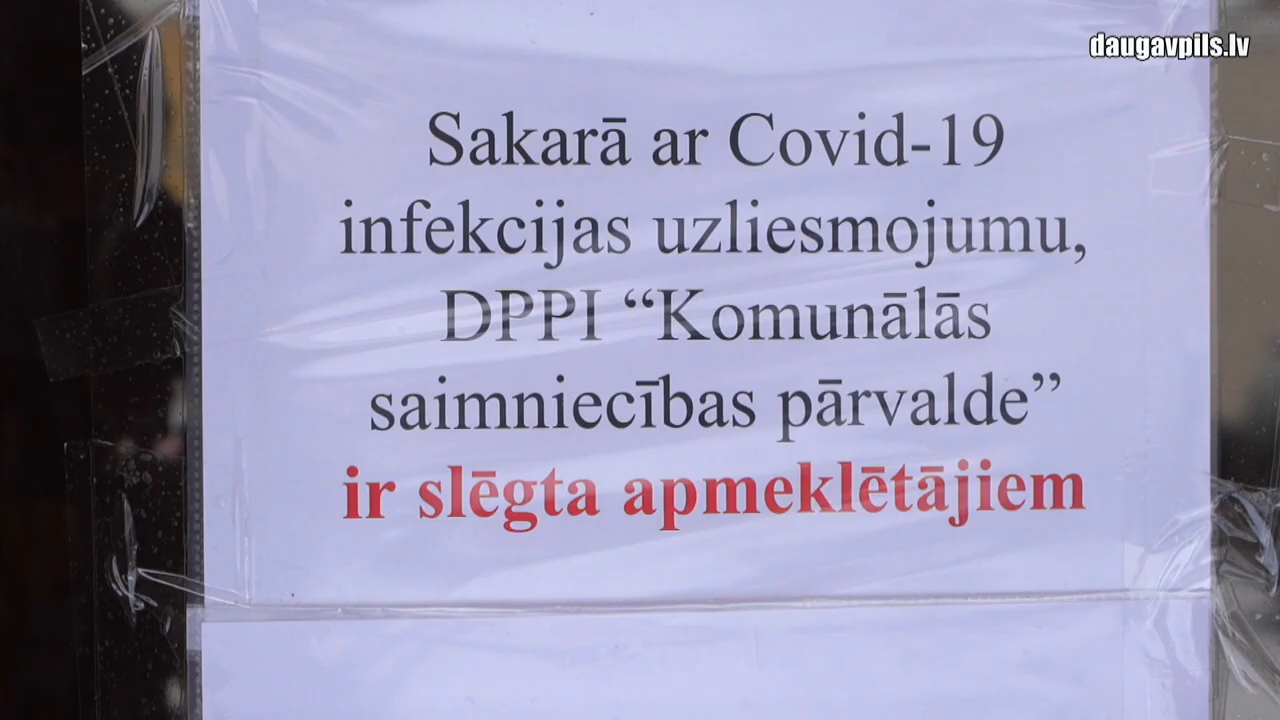 daugavpils.lv
Sakarā ar Covid-19
infekcijas uzliesmojumu,
DPPI “Komunālās
saimniecības pārvalde”
ir slēgta apmeklētājiem